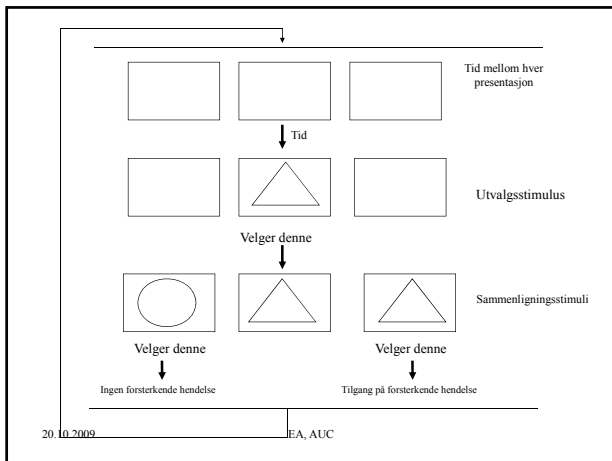 Tid mellom hver
presentasjon
Tid
Utvalgsstimulus
Velger denne
Sammenligningsstimuli
Velger denne
Velger denne
Ingen forsterkende hendelse
Tilgang på forsterkende hendelse
20.10.2009
EA, AUC